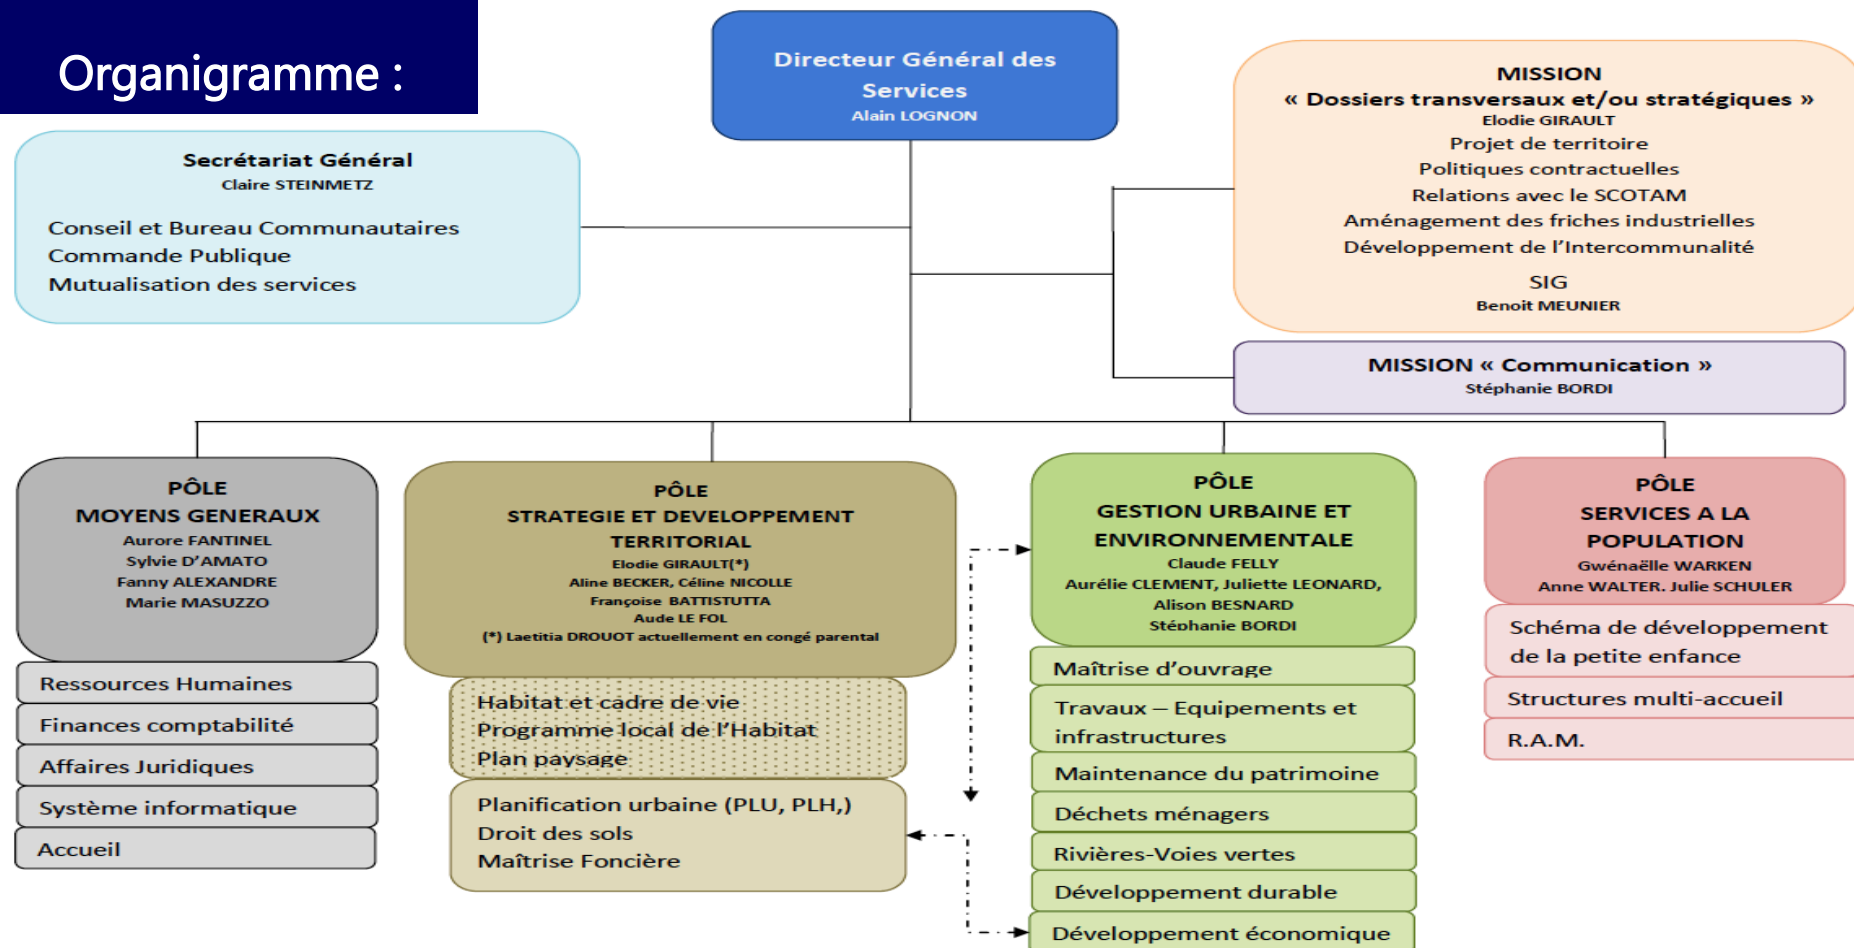 Organigramme :
Directeur Général des
Services
Alain LOGNON
MISSION
« Dossiers transversaux et/ou stratégiques »
Elodie GIRAULT
Projet de territoire
Politiques contractuelles
Relations avec le SCOTAM
Aménagement des friches industrielles
Développement de l'Intercommunalité
SIG
Benoit MEUNIER
Secrétariat Général
Claire STEINMETZ
Conseil et Bureau Communautaires
Commande Publique
Mutualisation des services
MISSION « Communication »
Stéphanie BORDI
PÔLE
MOYENS GENERAUX
Aurore FANTINEL
Sylvie D'AMATO
Fanny ALEXANDRE
Marie MASUZZO
Ressources Humaines
Finances comptabilité
Affaires Juridiques
Système informatique
Accueil
PÔLE
STRATEGIE ET DEVELOPPEMENT
TERRITORIAL
Elodie GIRAULT(*)
Aline BECKER, Céline NICOLLE
Françoise BATTISTUTTA
Aude LE FOL
(*) Laetitia DROUOT actuellement en congé parental
Habitat et cadre de vie
Programme local de l'Habitat
Plan paysage
Planification urbaine (PLU, PLH,)
Droit des sols
Maîtrise Foncière
PÔLE
GESTION URBAINE ET
ENVIRONNEMENTALE
Claude FELLY
Aurélie CLEMENT, Juliette LEONARD,
Alison BESNARD
Stéphanie BORDI
Maîtrise d'ouvrage
Travaux – Equipements et
infrastructures
Maintenance du patrimoine
Déchets ménagers
Rivières-Voies vertes
Développement durable
Développement économique
PÔLE
SERVICES A LA
POPULATION
Gwénaëlle WARKEN
Anne WALTER. Julie SCHULER
Schéma de développement
de la petite enfance
Structures multi-accueil
R.A.M.